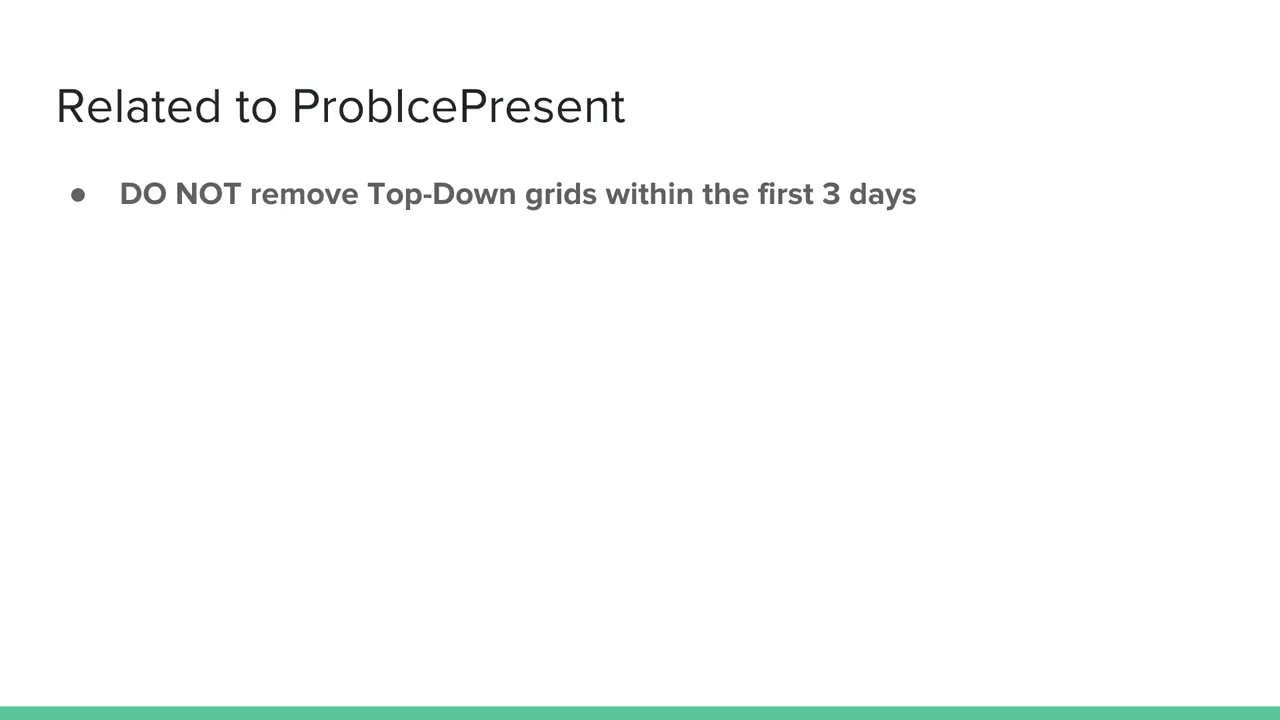 Related to ProbIcePresent
● DO NOT remove Top-Down grids within the first 3 days